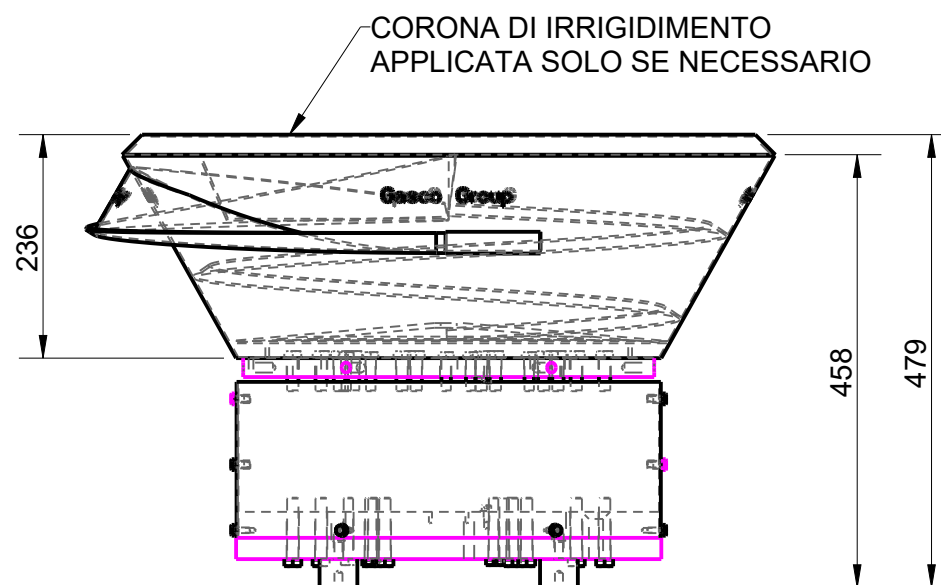 CORONA DI IRRIGIDIMENTO
APPLICATA SOLO SE NECESSARIO
236
Gasco Group
458
479